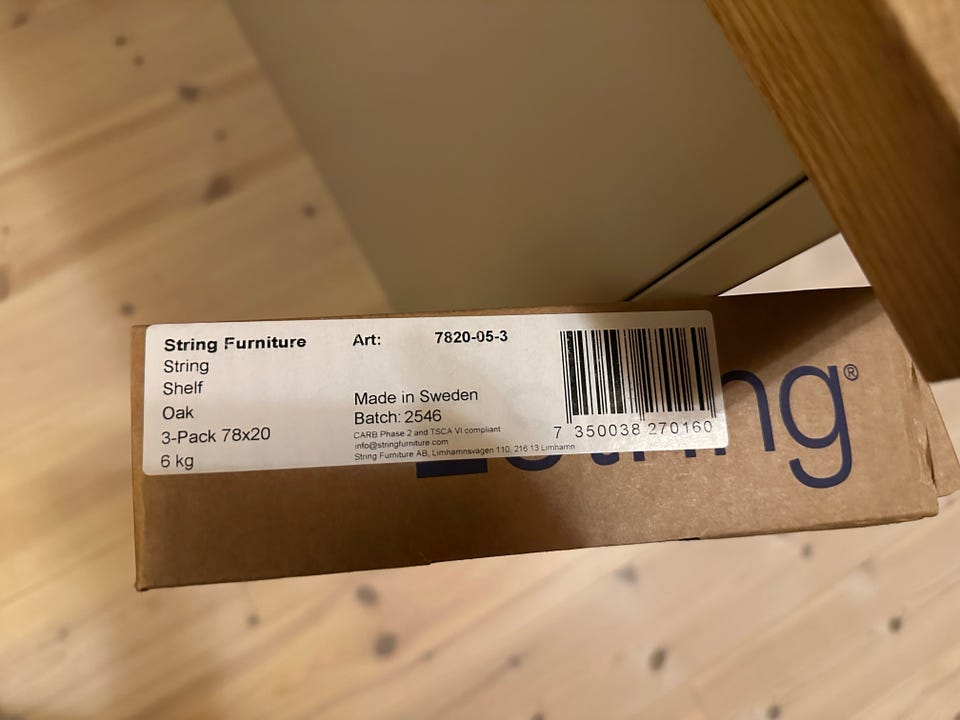 String Furniture
String
Shelf
Oak
3-Pack 78x20
6 kg
Art: 7820-05-3
Made in Sweden
Batch: 2546
CARB Phase 2 and TSCA VI compliant
info@stringfurniture.com
String Furniture AB, Limhamnsvägen 110, 216 13 Limhamn
7 350038 270160
string®